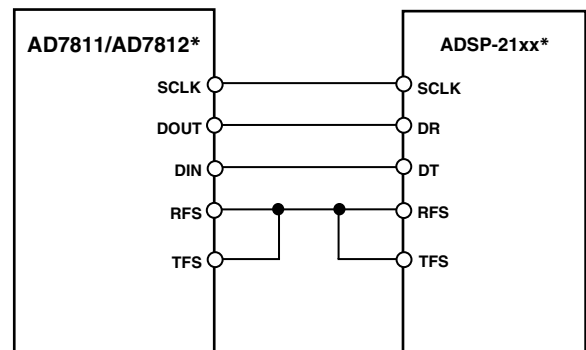 AD7811/AD7812*
SCLK
DOUT
DIN
RFS
TFS
ADSP-21xx*
SCLK
DR
DT
RFS
TFS